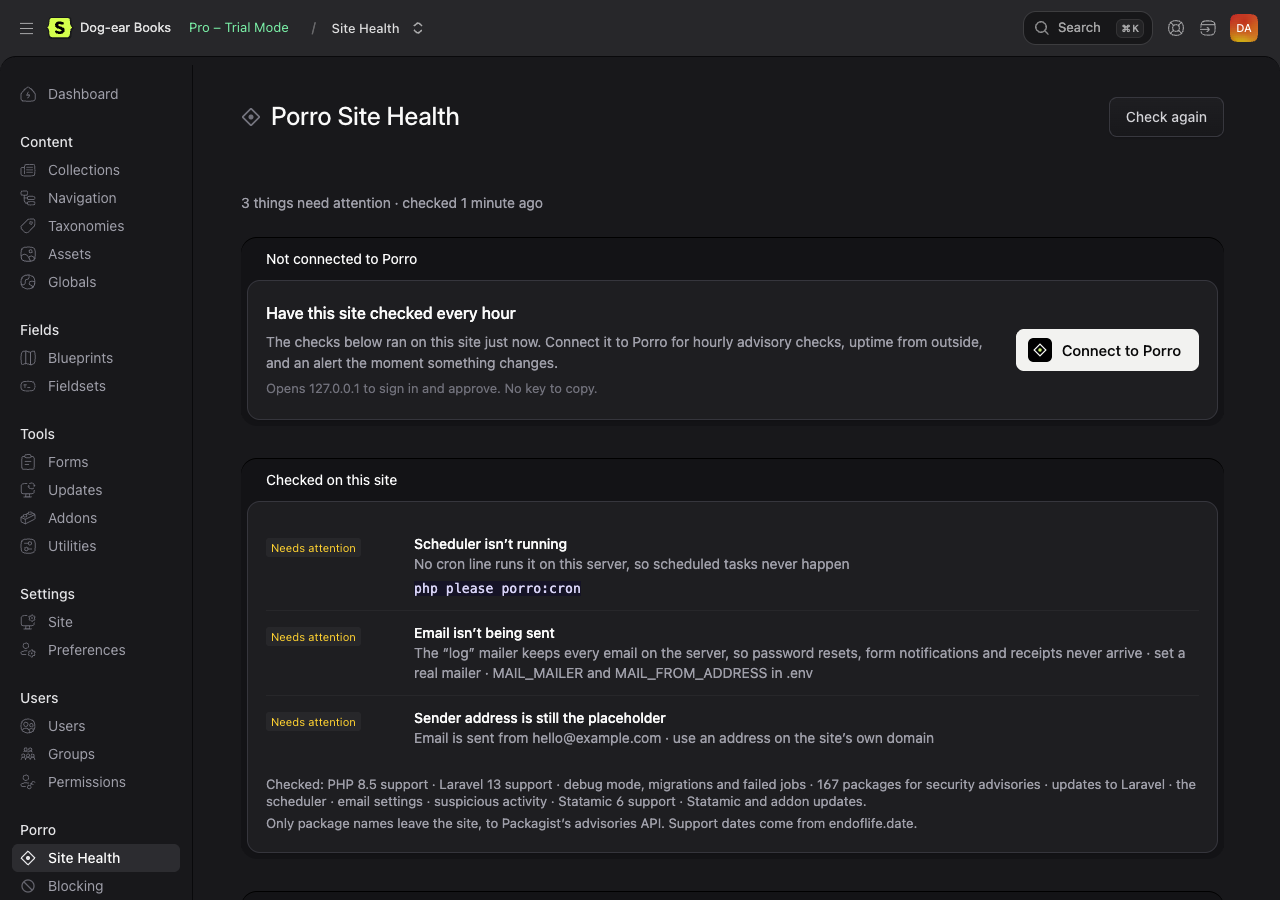 Dog-ear Books
Pro – Trial Mode
/
Site Health
Search
⌘K
DA
Dashboard
Content
Collections
Navigation
Taxonomies
Assets
Globals
Fields
Blueprints
Fieldsets
Tools
Forms
Updates
Addons
Utilities
Settings
Site
Preferences
Users
Users
Groups
Permissions
Porro
Site Health
Blocking
Porro Site Health
Check again
3 things need attention · checked 1 minute ago
Not connected to Porro
Have this site checked every hour
The checks below ran on this site just now. Connect it to Porro for hourly advisory checks, uptime from outside,
and an alert the moment something changes.
Opens 127.0.0.1 to sign in and approve. No key to copy.
Connect to Porro
Checked on this site
Needs attention
Scheduler isn’t running
No cron line runs it on this server, so scheduled tasks never happen
php please porro:cron
Needs attention
Email isn’t being sent
The “log” mailer keeps every email on the server, so password resets, form notifications and receipts never arrive · set a
real mailer · MAIL_MAILER and MAIL_FROM_ADDRESS in .env
Needs attention
Sender address is still the placeholder
Email is sent from hello@example.com · use an address on the site’s own domain
Checked: PHP 8.5 support · Laravel 13 support · debug mode, migrations and failed jobs · 167 packages for security advisories · updates to Laravel · the
scheduler · email settings · suspicious activity · Statamic 6 support · Statamic and addon updates.
Only package names leave the site, to Packagist’s advisories API. Support dates come from endoflife.date.